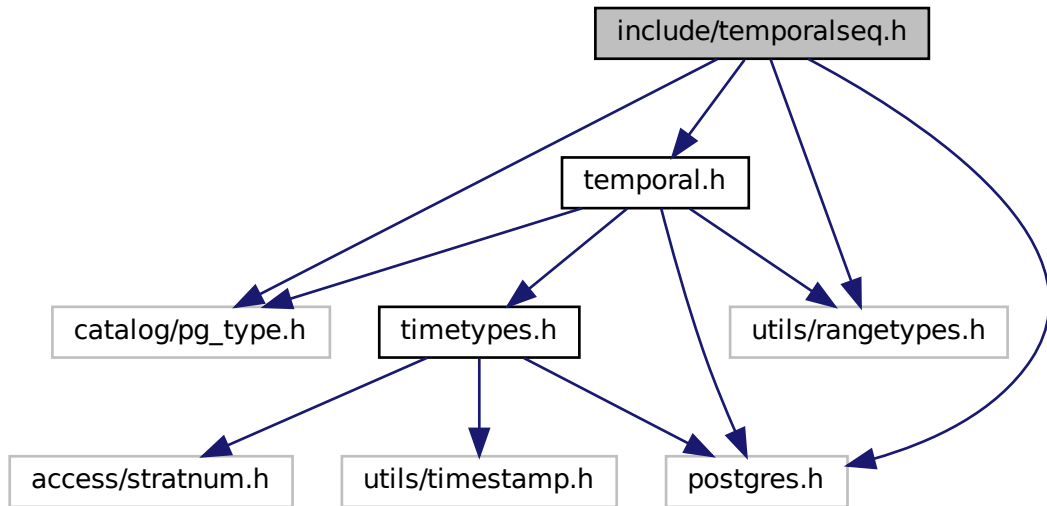 include/temporalseq.h
temporal.h
catalog/pg_type.h
timetypes.h
utils/rangetypes.h
access/stratnum.h
utils/timestamp.h
postgres.h